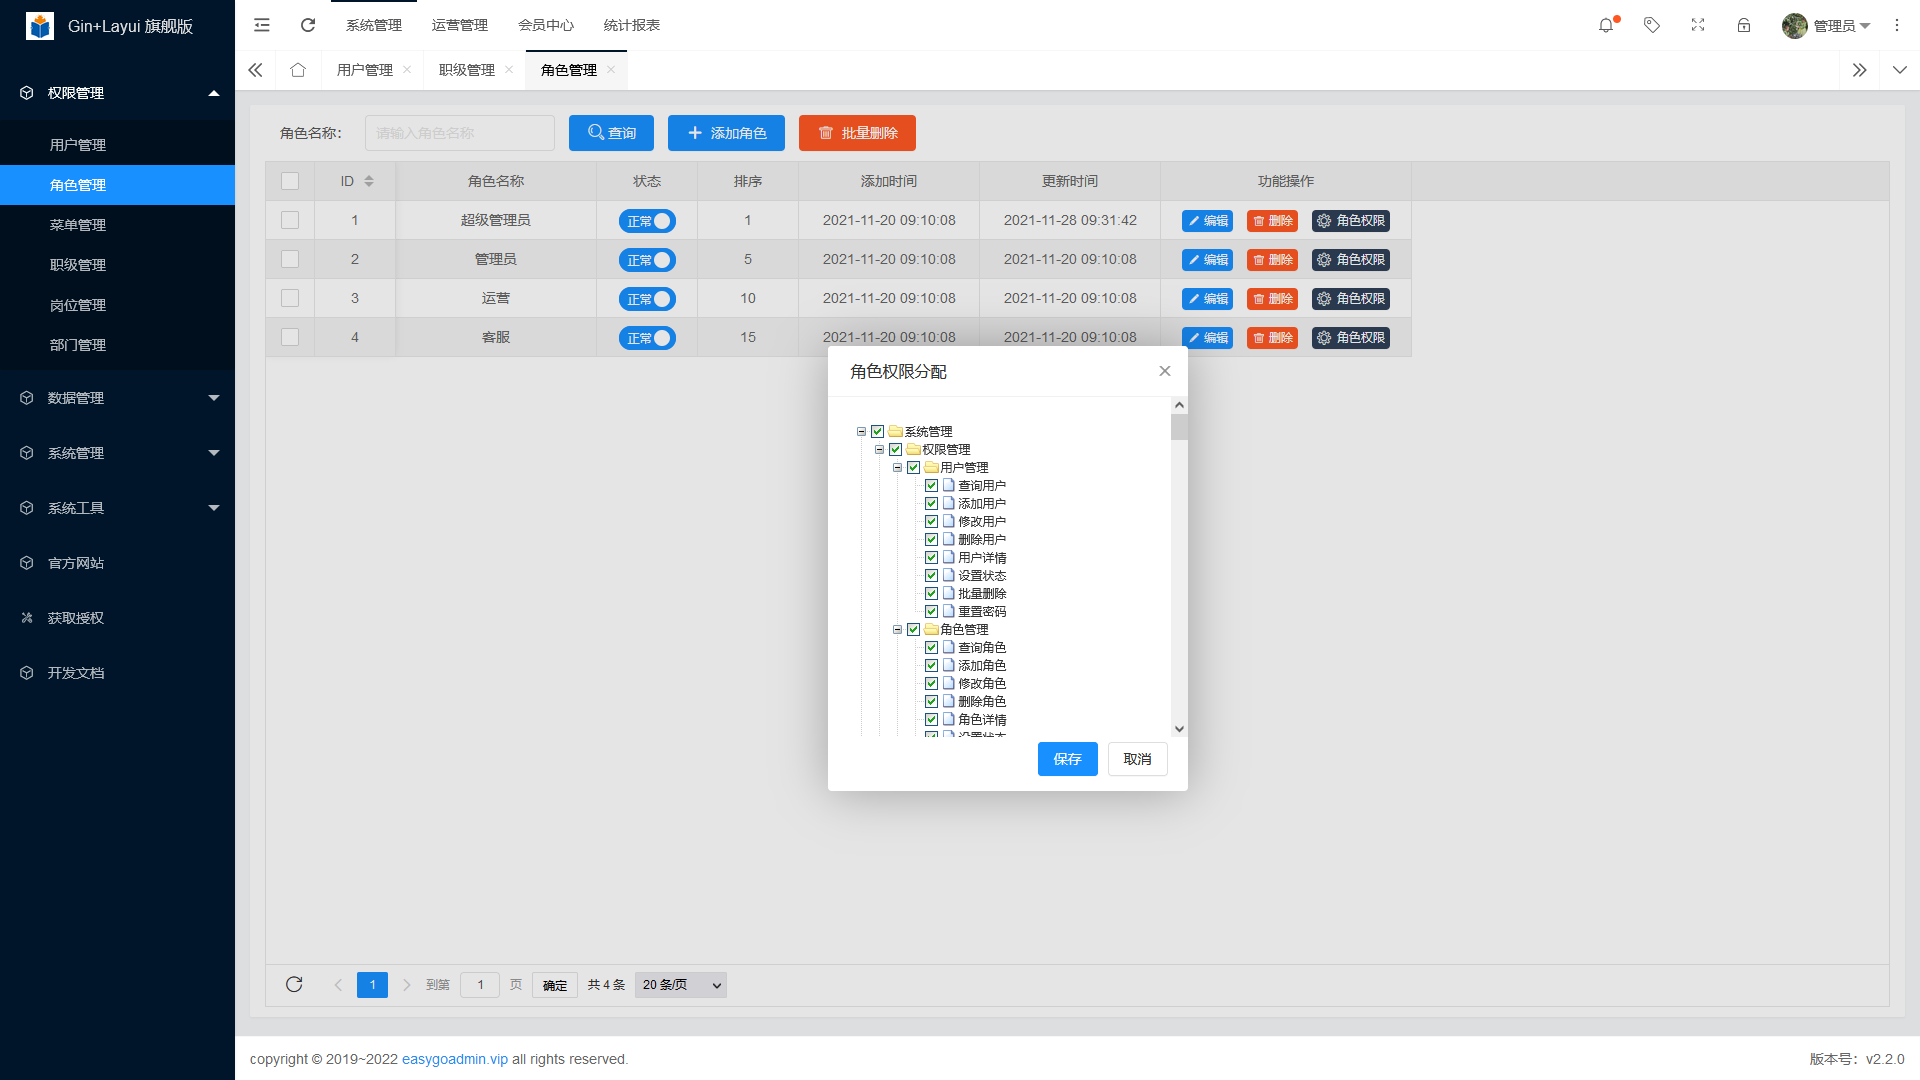 Gin+Layui 旗舰版
系统管理 运营管理 会员中心 统计报表
管理员
用户管理 职级管理 角色管理
权限管理
用户管理
角色管理
菜单管理
职级管理
岗位管理
部门管理
数据管理
系统管理
系统工具
官方网站
获取授权
开发文档
角色名称： 请输入角色名称 查询 添加角色 批量删除
ID 角色名称 状态 排序 添加时间 更新时间 功能操作
1 超级管理员 正常 1 2021-11-20 09:10:08 2021-11-28 09:31:42 编辑 删除 角色权限
2 管理员 正常 5 2021-11-20 09:10:08 2021-11-20 09:10:08 编辑 删除 角色权限
3 运营 正常 10 2021-11-20 09:10:08 2021-11-20 09:10:08 编辑 删除 角色权限
4 客服 正常 15 2021-11-20 09:10:08 2021-11-20 09:10:08 编辑 删除 角色权限
角色权限分配
系统管理
权限管理
用户管理
查询用户
添加用户
修改用户
删除用户
用户详情
设置状态
批量删除
重置密码
角色管理
查询角色
添加角色
修改角色
删除角色
角色详情
设置状态
保存 取消
1 到第 1 页 确定 共 4 条 20 条/页
copyright © 2019~2022 easygoadmin.vip all rights reserved.
版本号：v2.2.0